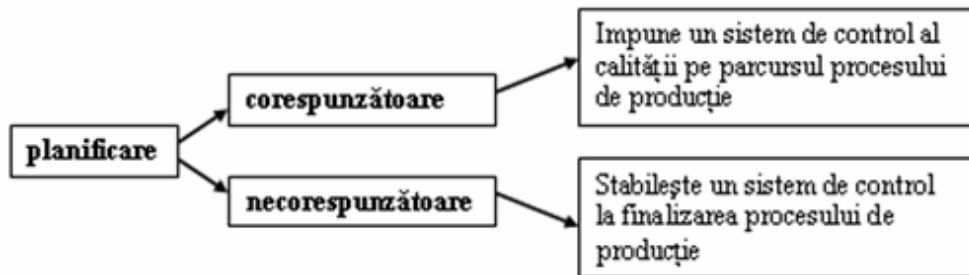 planificare
corespunzătoare
Impune un sistem de control al
calității pe parcursul procesului
de producție
necorespunzătoare
Stabilește un sistem de control
la finalizarea procesului de
producție